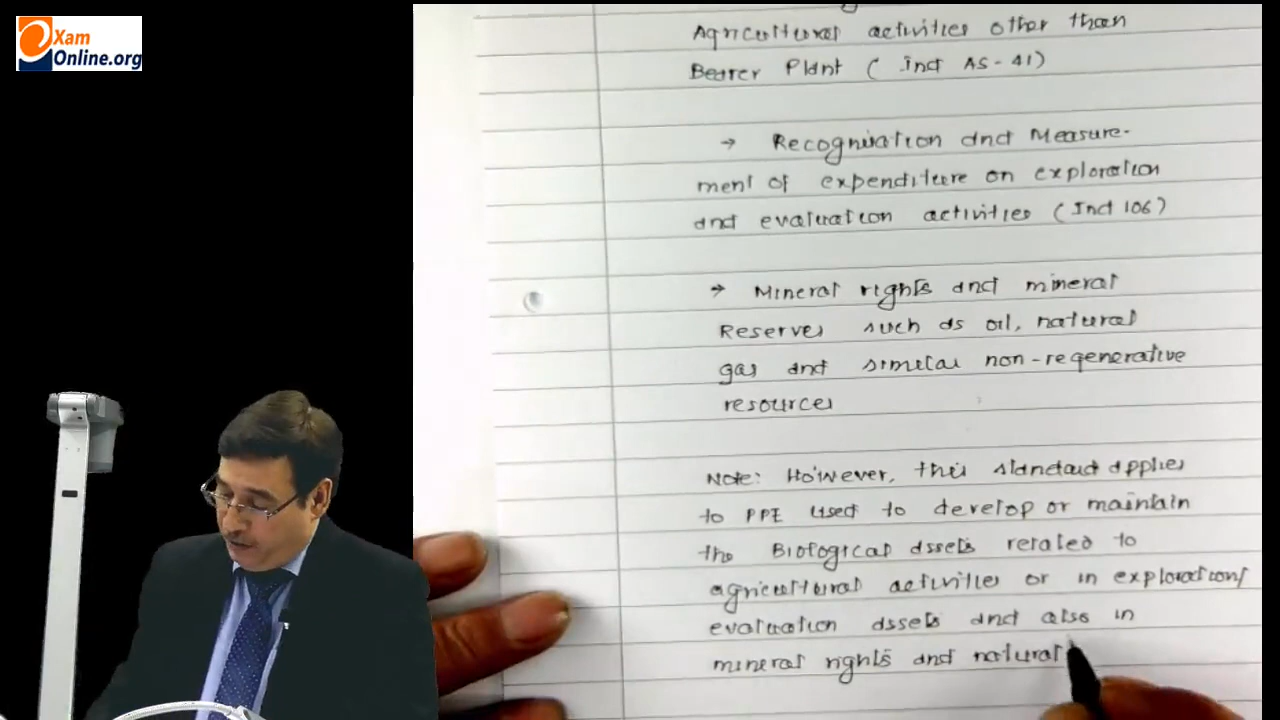 Xam
Online.org
Agricultural activities other than
Bearer Plant ( Ind AS-41)
→ Recognisation and Measure-
ment of expenditure on exploration
and evaluation activities (Ind 106)
→ Mineral rights and mineral
Reserves such as oil, natural
gas and similar non-regenerative
resources
Note: However, this standard applies
to PPE used to develop or maintain
the Biological assets related to
agricultural activities or in exploration/
evaluation assets and also in
mineral rights and natural